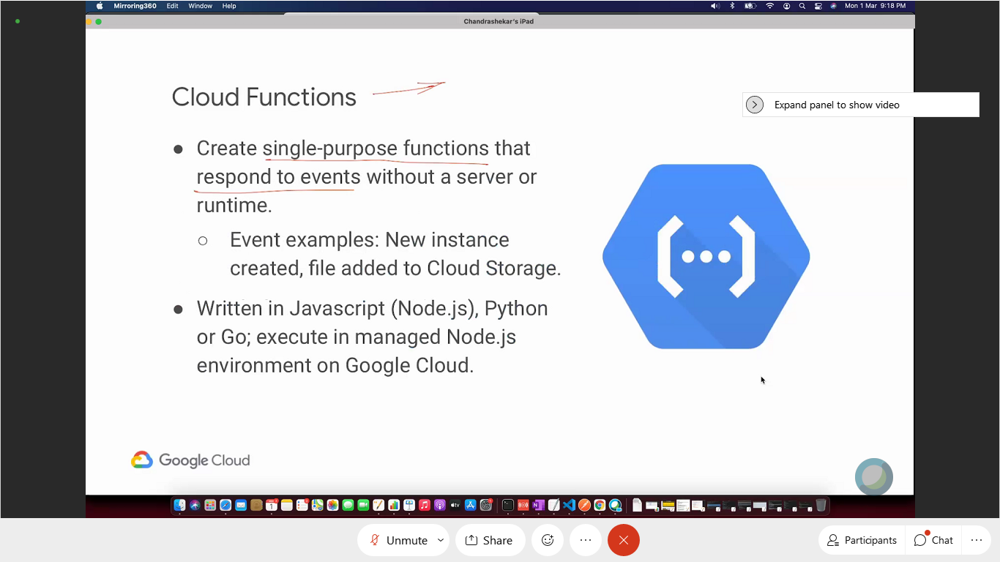 Mirroring360 Edit Window Help Mon 1 Mar 9:18 PM
Chandrashekar's iPad
Cloud Functions
Expand panel to show video
● Create single-purpose functions that
respond to events without a server or
runtime.
○ Event examples: New instance
created, file added to Cloud Storage.
● Written in Javascript (Node.js), Python
or Go; execute in managed Node.js
environment on Google Cloud.
Google Cloud
Unmute Share Participants Chat